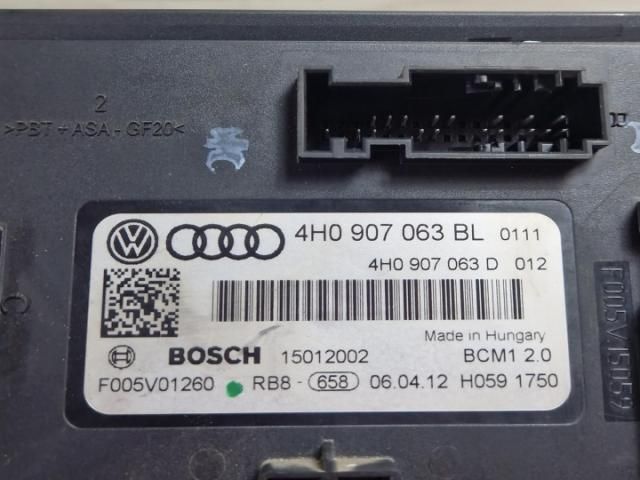 2
>PBT+ASA-GF20<
4H0 907 063 BL 0111
4H0 907 063 D 012
Made in Hungary
BOSCH 15012002 BCM1 2.0
F005V01260 RB8 - 658 06.04.12 H059 1750
C
F005V15015